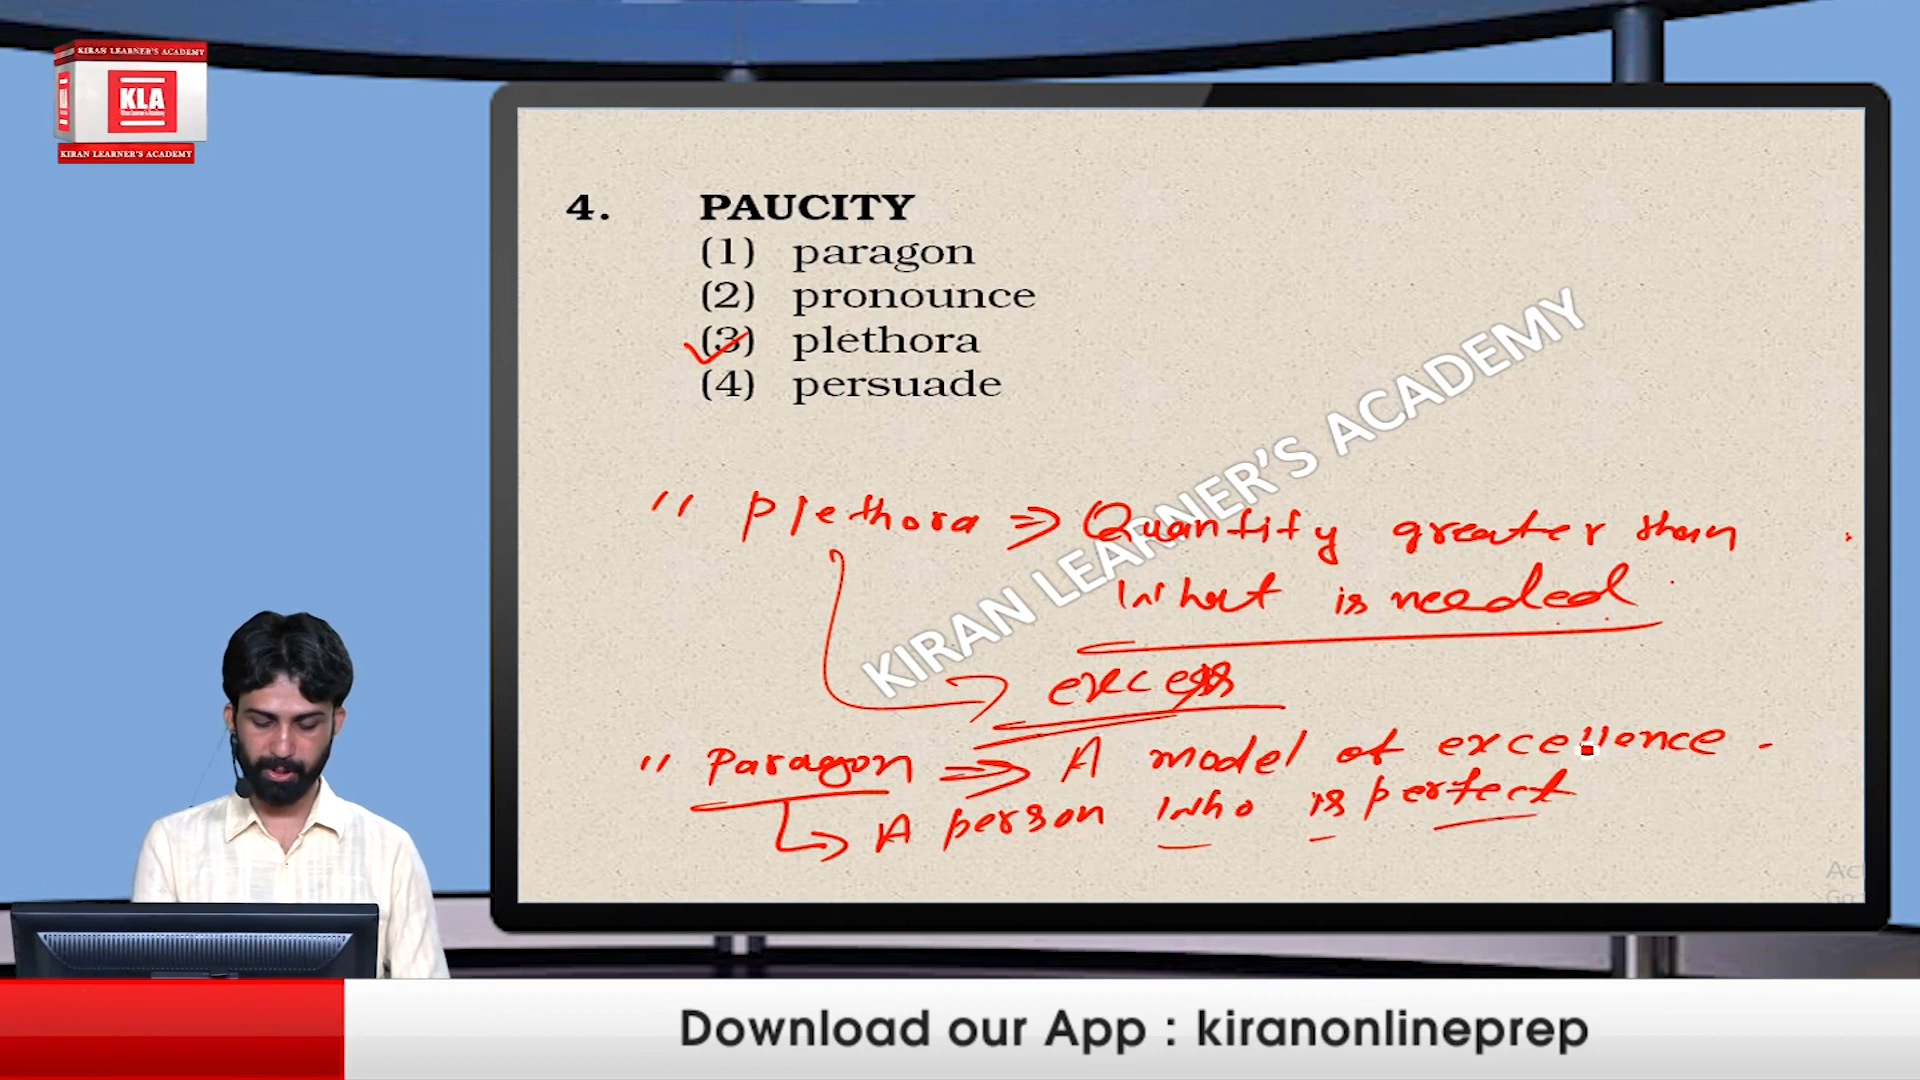 KIRAN LEARNER'S ACADEMY
KLA
KIRAN LEARNER'S ACADEMY
4. PAUCITY
(1) paragon
(2) pronounce
(3) plethora
(4) persuade
KIRAN LEARNER'S ACADEMY
" Plethora ⇒ Quantity greater than
what is needed
excess
" Paragon ⇒ A model of excellence.
A person who is perfect
Download our App : kiranonlineprep